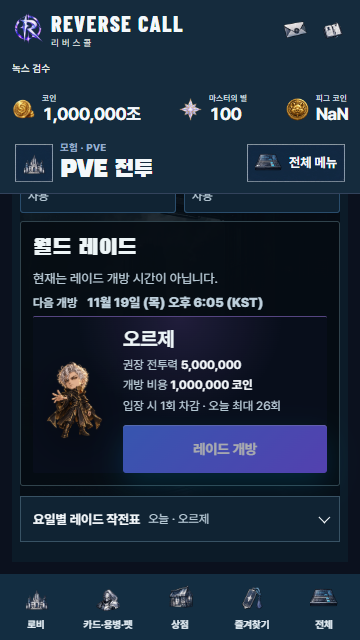 REVERSE CALL
리버스 콜
녹스 검수
코인
1,000,000조
마스터의 별
100
피그 코인
NaN
모험 · PVE
PVE 전투
전체 메뉴
사용
사용
월드 레이드
현재는 레이드 개방 시간이 아닙니다.
다음 개방 11월 19일 (목) 오후 6:05 (KST)
오르제
권장 전투력 5,000,000
개방 비용 1,000,000 코인
입장 시 1회 차감 · 오늘 최대 26회
레이드 개방
요일별 레이드 작전표 오늘 · 오르제
로비
카드·용병·펫
상점
즐겨찾기
전체